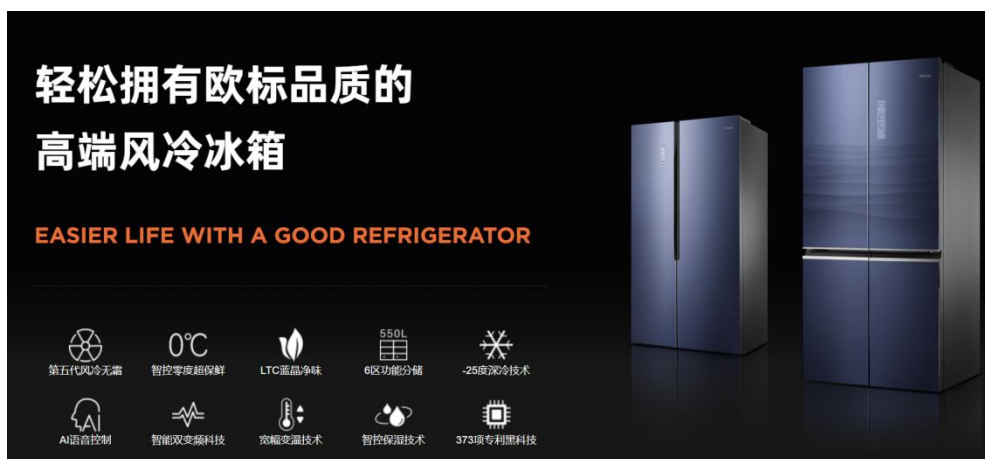 轻松拥有欧标品质的
高端风冷冰箱
EASIER LIFE WITH A GOOD REFRIGERATOR
550L
0℃
第五代风冷无霜
智控零度超保鲜
LTC蓝晶净味
6区功能分储
-25度深冷技术
AI
AI语音控制
智能双变频科技
宽幅变温技术
智控保湿技术
373项专利黑科技